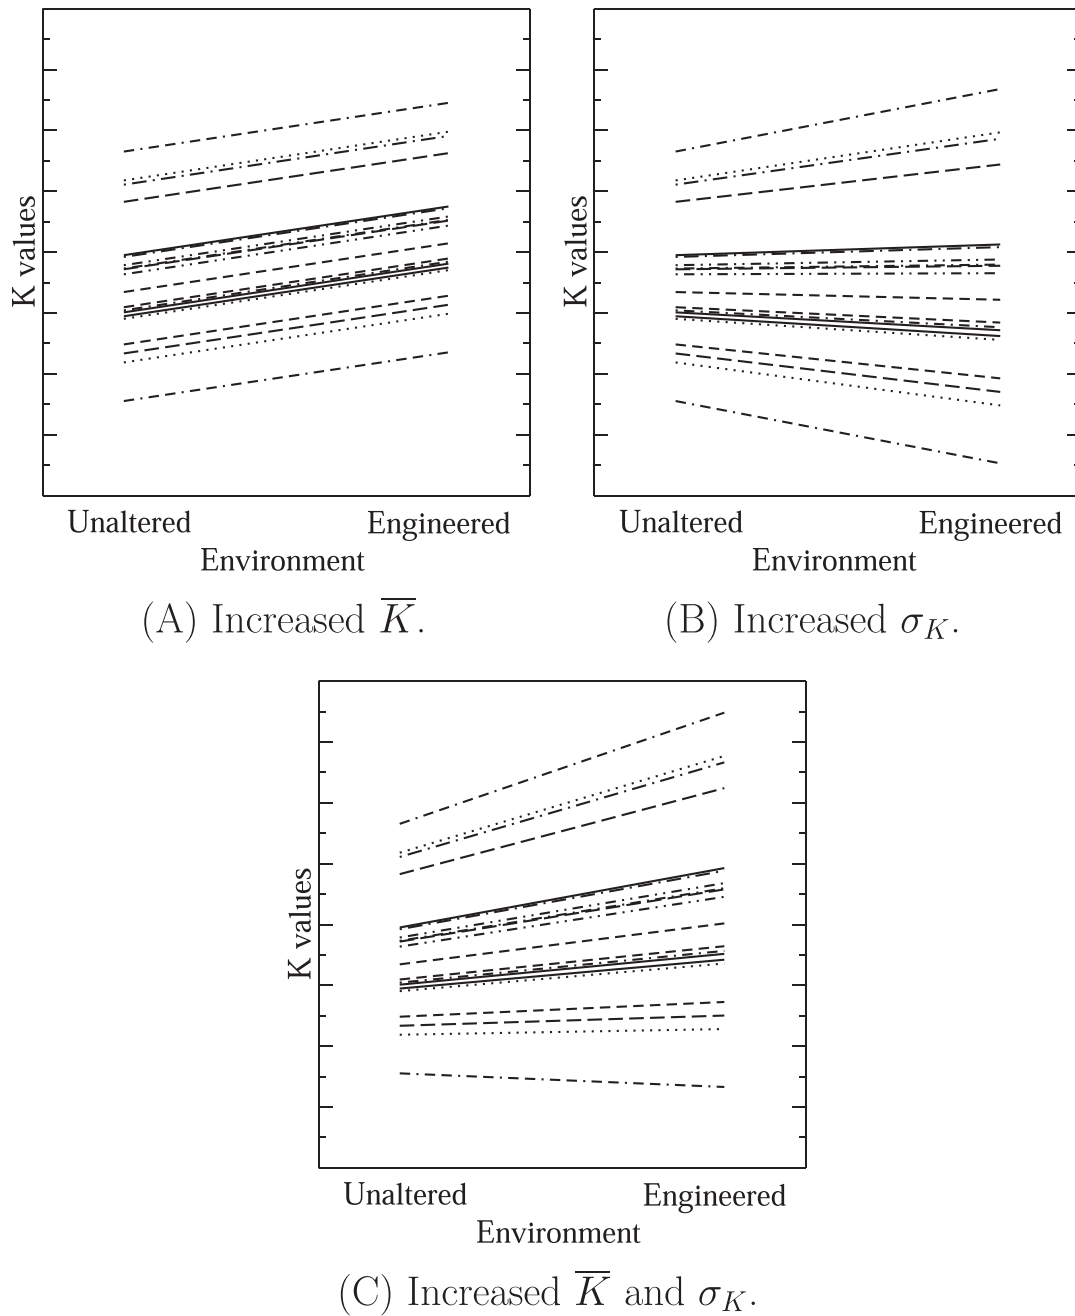 K values
Unaltered Engineered
Environment
(A) Increased K̅.
K values
Unaltered Engineered
Environment
(B) Increased σ_K.
K values
Unaltered Engineered
Environment
(C) Increased K̅ and σ_K.